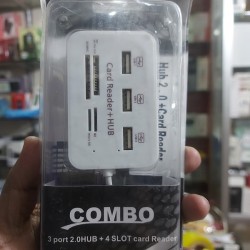 Card Reader+HUB
Hub 2.0+Card Reader
COMBO
3 port 2.0HUB + 4 SLOT card Reader